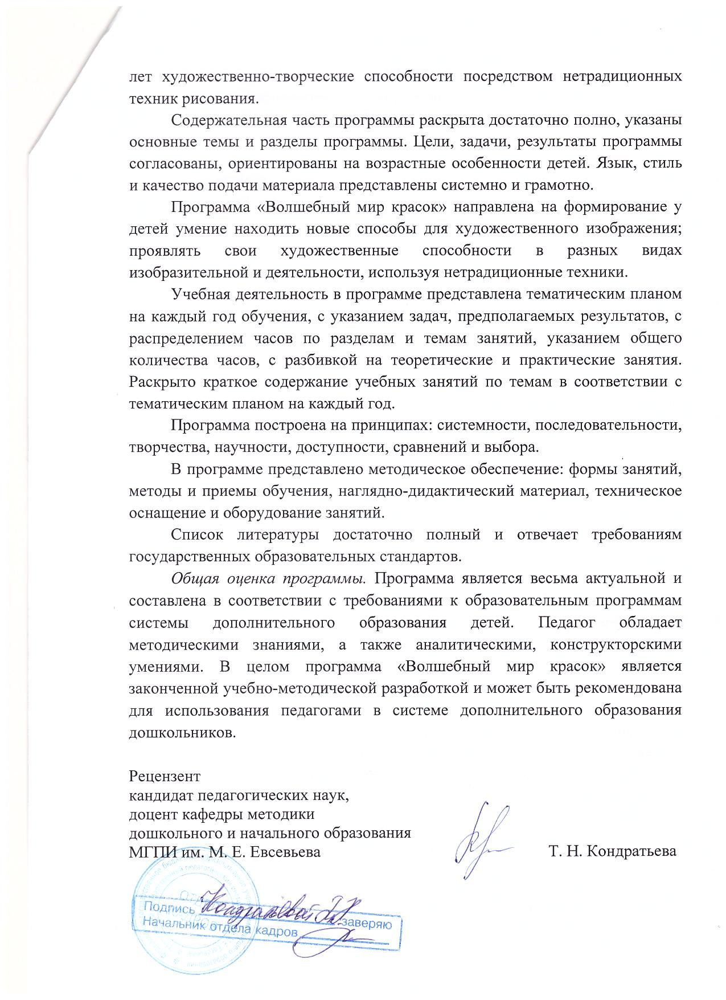 лет художественно-творческие способности посредством нетрадиционных
техник рисования.
Содержательная часть программы раскрыта достаточно полно, указаны
основные темы и разделы программы. Цели, задачи, результаты программы
согласованы, ориентированы на возрастные особенности детей. Язык, стиль
и качество подачи материала представлены системно и грамотно.
Программа «Волшебный мир красок» направлена на формирование у
детей умение находить новые способы для художественного изображения;
проявлять свои художественные способности в разных видах
изобразительной и деятельности, используя нетрадиционные техники.
Учебная деятельность в программе представлена тематическим планом
на каждый год обучения, с указанием задач, предполагаемых результатов, с
распределением часов по разделам и темам занятий, указанием общего
количества часов, с разбивкой на теоретические и практические занятия.
Раскрыто краткое содержание учебных занятий по темам в соответствии с
тематическим планом на каждый год.
Программа построена на принципах: системности, последовательности,
творчества, научности, доступности, сравнений и выбора.
В программе представлено методическое обеспечение: формы занятий,
методы и приемы обучения, наглядно-дидактический материал, техническое
оснащение и оборудование занятий.
Список литературы достаточно полный и отвечает требованиям
государственных образовательных стандартов.
Общая оценка программы. Программа является весьма актуальной и
составлена в соответствии с требованиями к образовательным программам
системы дополнительного образования детей. Педагог обладает
методическими знаниями, а также аналитическими, конструкторскими
умениями. В целом программа «Волшебный мир красок» является
законченной учебно-методической разработкой и может быть рекомендована
для использования педагогами в системе дополнительного образования
дошкольников.
Рецензент
кандидат педагогических наук,
доцент кафедры методики
дошкольного и начального образования
МГПИ им. М. Е. Евсевьева Т. Н. Кондратьева
Подпись Кондратьевой Т.Н. заверяю
Начальник отдела кадров